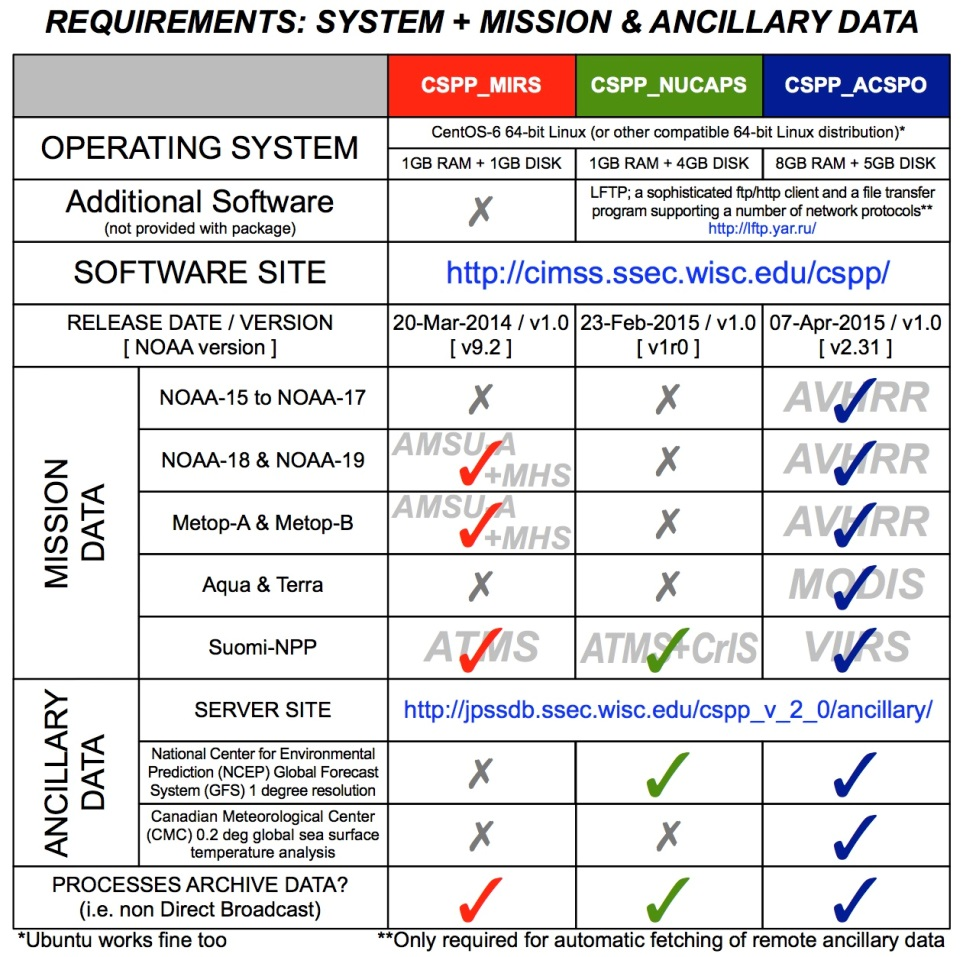 REQUIREMENTS: SYSTEM + MISSION & ANCILLARY DATA
CSPP_MIRS CSPP_NUCAPS CSPP_ACSPO
OPERATING SYSTEM
CentOS-6 64-bit Linux (or other compatible 64-bit Linux distribution)*
1GB RAM + 1GB DISK 1GB RAM + 4GB DISK 8GB RAM + 5GB DISK
Additional Software
(not provided with package)
✗
LFTP; a sophisticated ftp/http client and a file transfer
program supporting a number of network protocols**
http://lftp.yar.ru/
SOFTWARE SITE http://cimss.ssec.wisc.edu/cspp/
RELEASE DATE / VERSION 20-Mar-2014 / v1.0 23-Feb-2015 / v1.0 07-Apr-2015 / v1.0
[ NOAA version ] [ v9.2 ] [ v1r0 ] [ v2.31 ]
MISSION
DATA
NOAA-15 to NOAA-17 ✗ ✗ AVHRR ✓
NOAA-18 & NOAA-19 AMSU-A
+MHS ✓ ✗ AVHRR ✓
Metop-A & Metop-B AMSU-A
+MHS ✓ ✗ AVHRR ✓
Aqua & Terra ✗ ✗ MODIS ✓
Suomi-NPP ATMS ✓ ATMS+CrIS ✓ VIIRS ✓
ANCILLARY
DATA
SERVER SITE http://jpssdb.ssec.wisc.edu/cspp_v_2_0/ancillary/
National Center for Environmental
Prediction (NCEP) Global Forecast
System (GFS) 1 degree resolution
✗ ✓ ✓
Canadian Meteorological Center
(CMC) 0.2 deg global sea surface
temperature analysis
✗ ✗ ✓
PROCESSES ARCHIVE DATA?
(i.e. non Direct Broadcast)
✓ ✓ ✓
*Ubuntu works fine too **Only required for automatic fetching of remote ancillary data